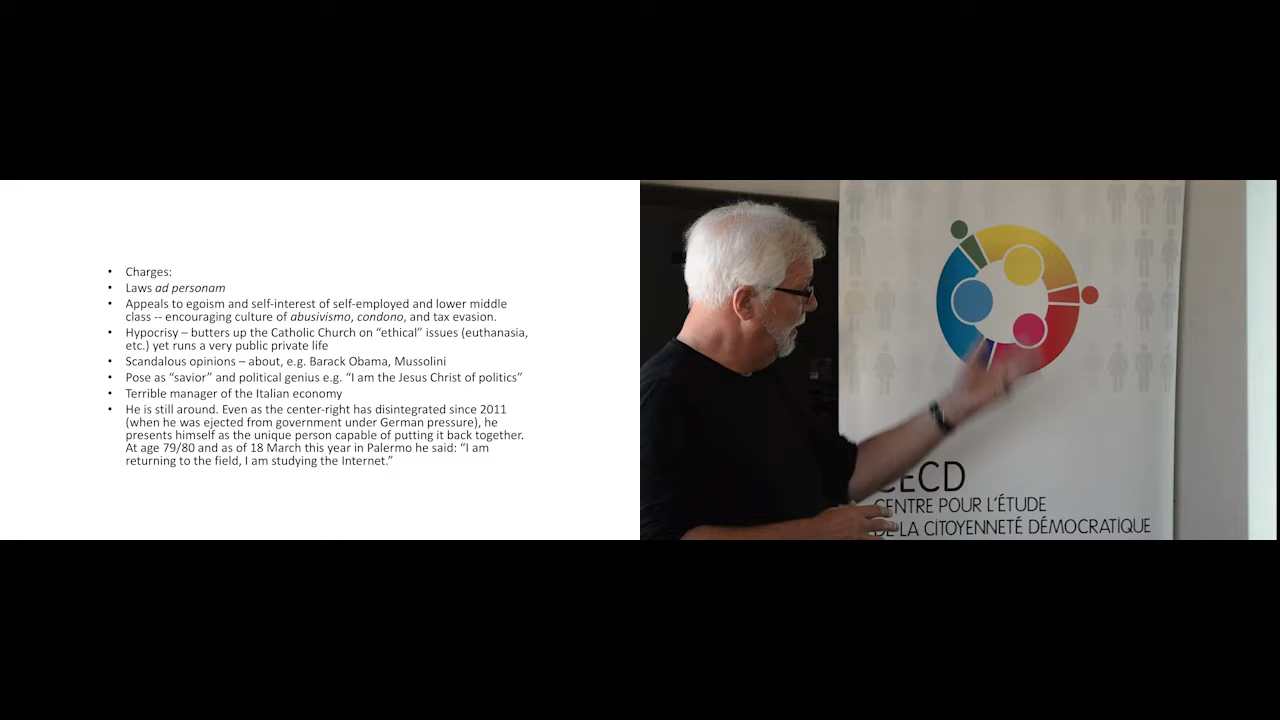 • Charges:
• Laws ad personam
• Appeals to egoism and self-interest of self-employed and lower middle
class -- encouraging culture of abusivismo, condono, and tax evasion.
• Hypocrisy – butters up the Catholic Church on “ethical” issues (euthanasia,
etc.) yet runs a very public private life
• Scandalous opinions – about, e.g. Barack Obama, Mussolini
• Pose as “savior” and political genius e.g. “I am the Jesus Christ of politics”
• Terrible manager of the Italian economy
• He is still around. Even as the center-right has disintegrated since 2011
(when he was ejected from government under German pressure), he
presents himself as the unique person capable of putting it back together.
At age 79/80 and as of 18 March this year in Palermo he said: “I am
returning to the field, I am studying the Internet.”
CECD
CENTRE POUR L’ÉTUDE
DE LA CITOYENNETÉ DÉMOCRATIQUE